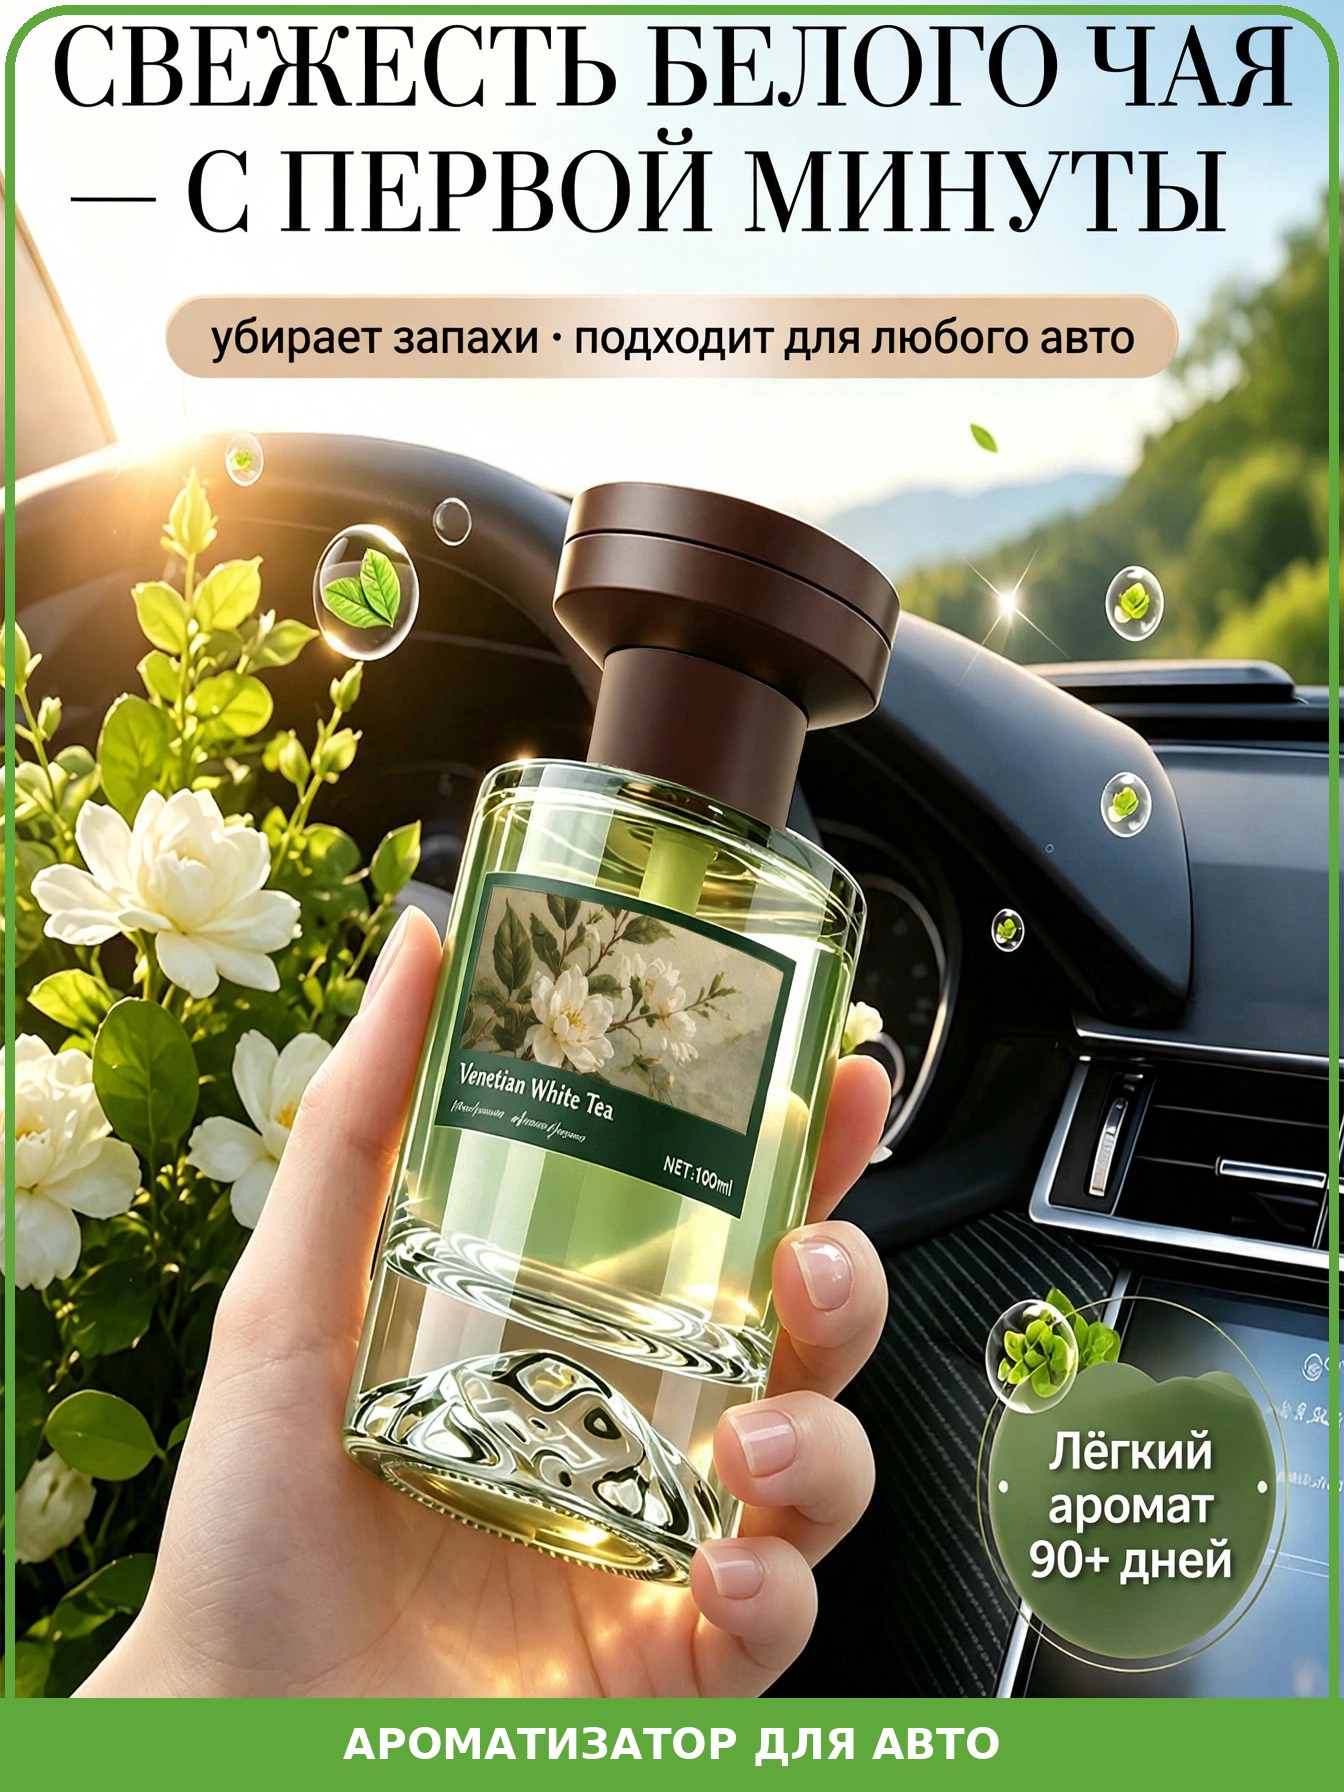 СВЕЖЕСТЬ БЕЛОГО ЧАЯ
— С ПЕРВОЙ МИНУТЫ
убирает запахи · подходит для любого авто
Venetian White Tea
NET:100ml
Лёгкий
аромат
90+ дней
АРОМАТИЗАТОР ДЛЯ АВТО